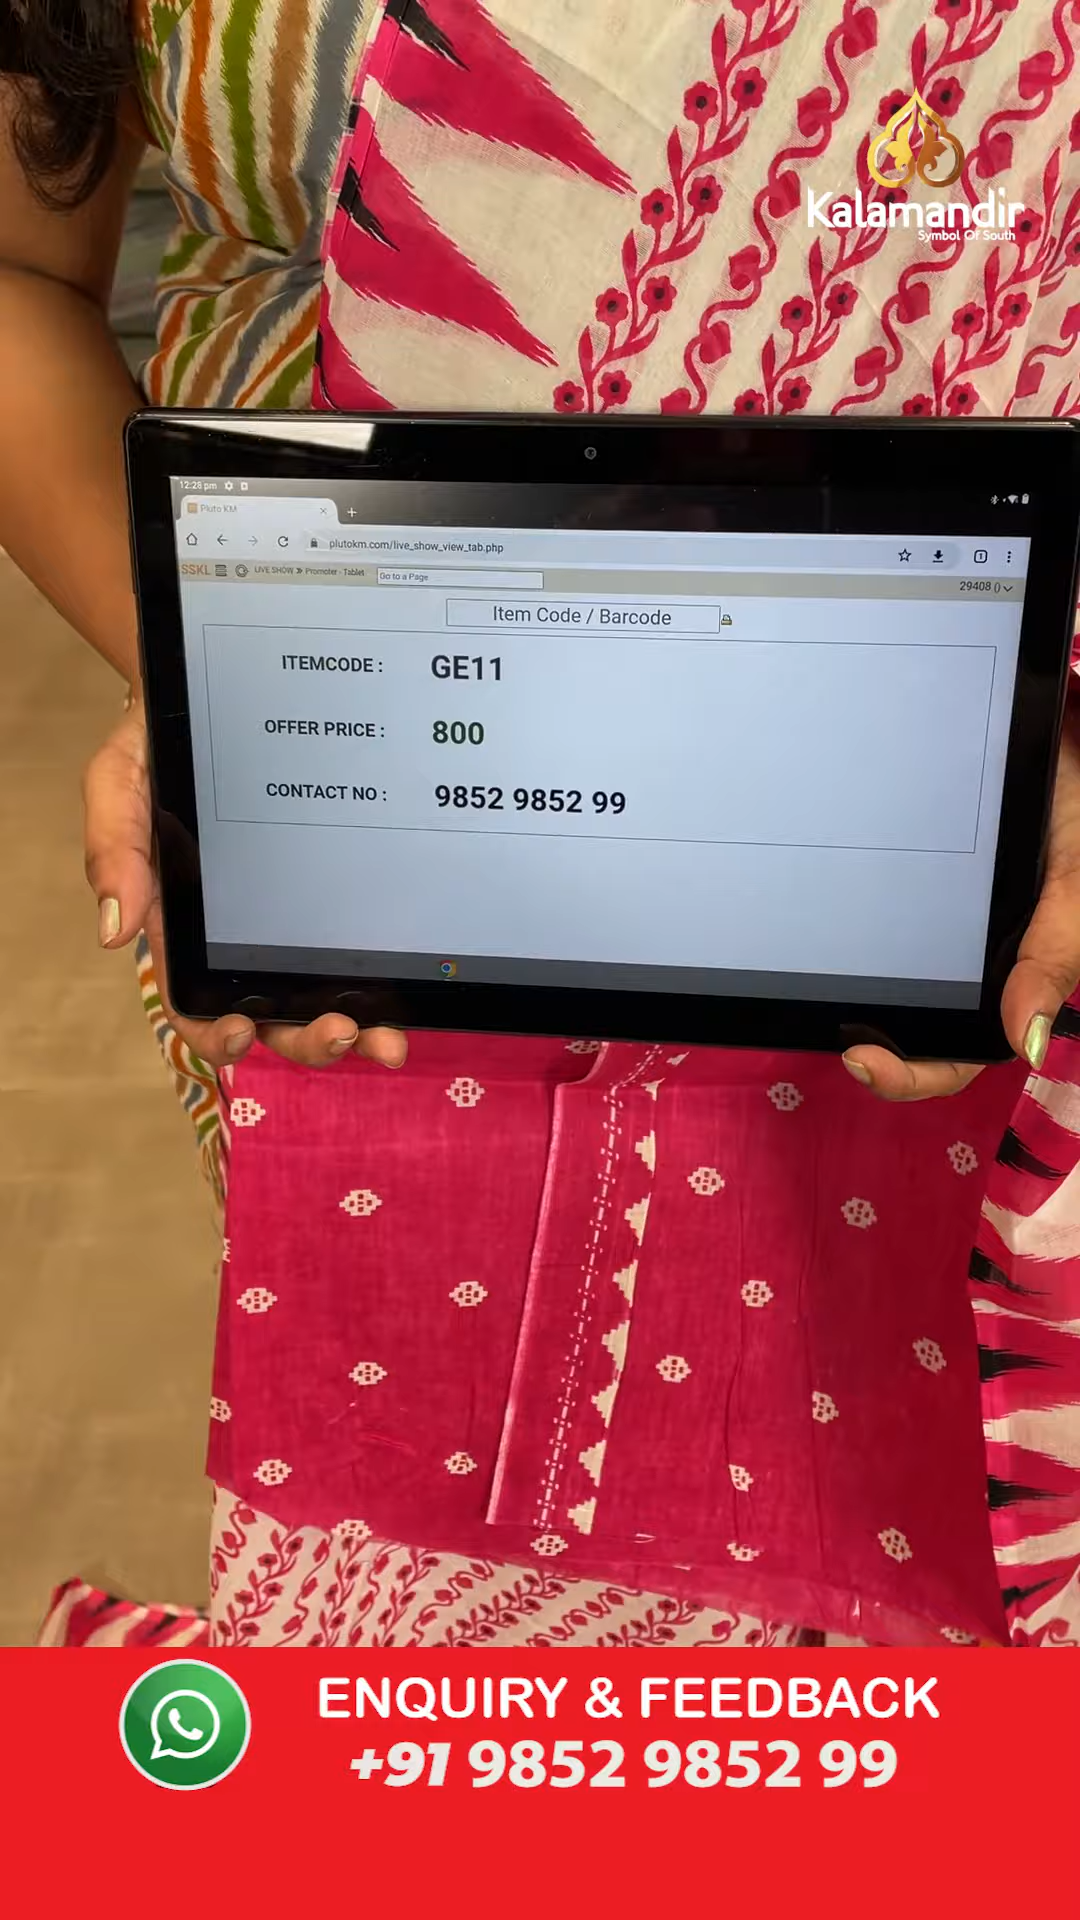 Kalamandir
Symbol Of South
12:28 pm
Pluto KM
plutokm.com/live_show_view_tab.php
SSKL LIVE SHOW » Promoter - Tablet Go to a Page
29408 ()
Item Code / Barcode
ITEMCODE : GE11
OFFER PRICE : 800
CONTACT NO : 9852 9852 99
ENQUIRY & FEEDBACK
+91 9852 9852 99